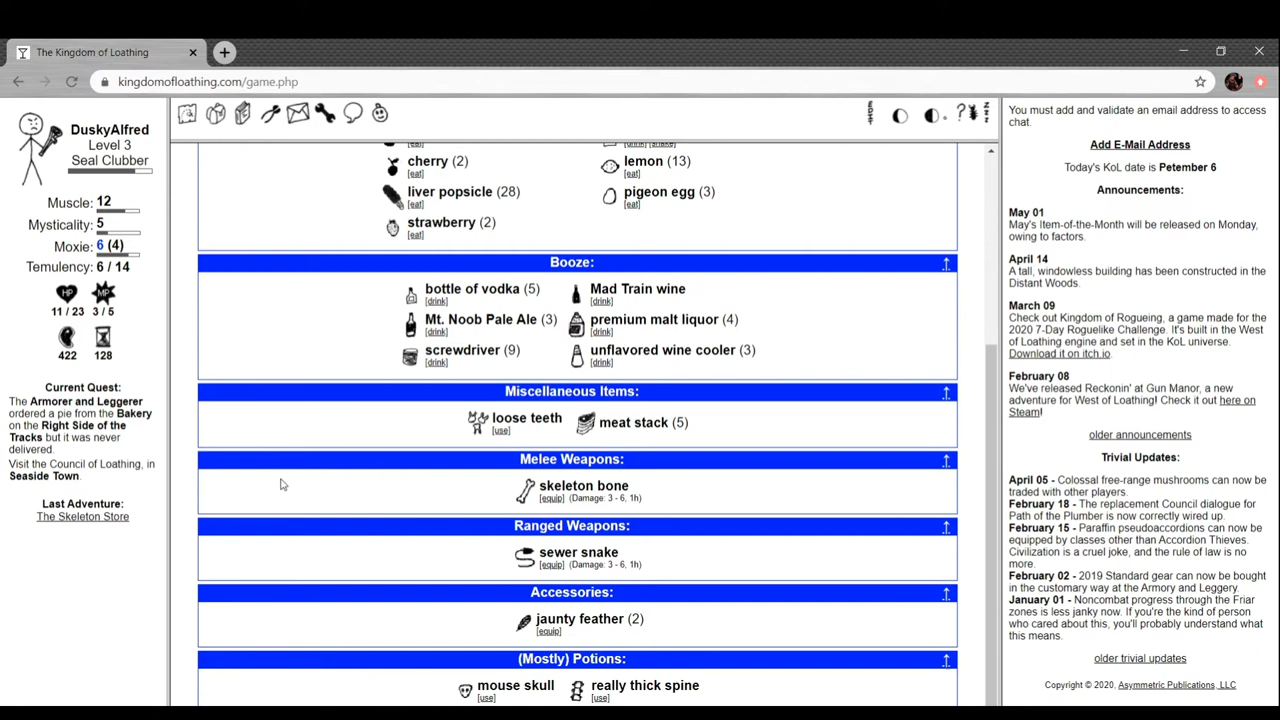 The Kingdom of Loathing
kingdomofloathing.com/game.php
DuskyAlfred
Level 3
Seal Clubber
Muscle: 12
Mysticality: 5
Moxie: 6 (4)
Temulency: 6 / 14
HP
MP
11 / 23
3 / 5
422
128
Current Quest:
The Armorer and Leggerer
ordered a pie from the Bakery
on the Right Side of the
Tracks but it was never
delivered.
Visit the Council of Loathing, in
Seaside Town.
Last Adventure:
The Skeleton Store
[eat]
cherry (2)
[eat]
lemon (13)
[eat]
liver popsicle (28)
[eat]
pigeon egg (3)
[eat]
strawberry (2)
[eat]
Booze:
bottle of vodka (5)
[drink]
Mad Train wine
[drink]
Mt. Noob Pale Ale (3)
[drink]
premium malt liquor (4)
[drink]
screwdriver (9)
[drink]
unflavored wine cooler (3)
[drink]
Miscellaneous Items:
loose teeth
[use]
meat stack (5)
Melee Weapons:
skeleton bone
[equip] (Damage: 3 - 6, 1h)
Ranged Weapons:
sewer snake
[equip] (Damage: 3 - 6, 1h)
Accessories:
jaunty feather (2)
[equip]
(Mostly) Potions:
mouse skull
[use]
really thick spine
[use]
You must add and validate an email address to access
chat.
Add E-Mail Address
Today's KoL date is Petember 6
Announcements:
May 01
May's Item-of-the-Month will be released on Monday,
owing to factors.
April 14
A tall, windowless building has been constructed in the
Distant Woods.
March 09
Check out Kingdom of Rogueing, a game made for the
2020 7-Day Roguelike Challenge. It's built in the West
of Loathing engine and set in the KoL universe.
Download it on itch.io
February 08
We've released Reckonin' at Gun Manor, a new
adventure for West of Loathing! Check it out here on
Steam!
older announcements
Trivial Updates:
April 05 - Colossal free-range mushrooms can now be
traded with other players.
February 18 - The replacement Council dialogue for
Path of the Plumber is now correctly wired up.
February 15 - Paraffin pseudoaccordions can now be
equipped by classes other than Accordion Thieves.
Civilization is a cruel joke, and the rule of law is no
more.
February 02 - 2019 Standard gear can now be bought
in the customary way at the Armory and Leggery.
January 01 - Noncombat progress through the Friar
zones is less janky now. If you're the kind of person
who cared about this, you'll probably understand what
this means.
older trivial updates
Copyright © 2020, Asymmetric Publications, LLC